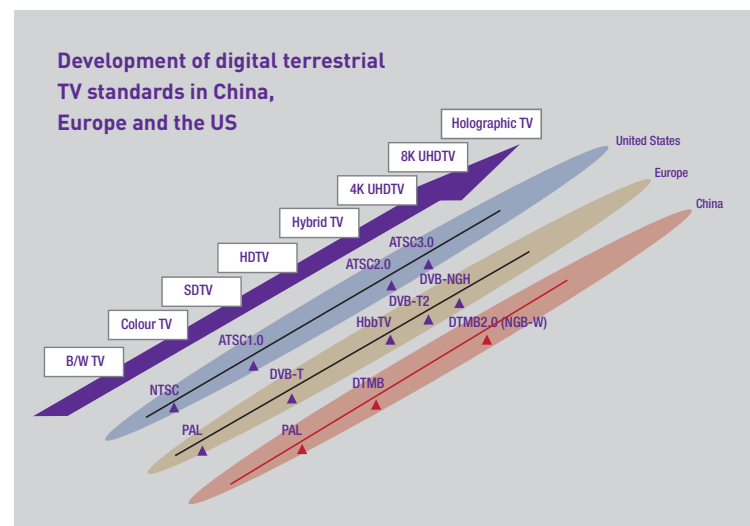 Development of digital terrestrial
TV standards in China,
Europe and the US
Holographic TV
8K UHDTV
4K UHDTV
Hybrid TV
HDTV
SDTV
Colour TV
B/W TV
United States
Europe
China
ATSC3.0
ATSC2.0
ATSC1.0
NTSC
DVB-NGH
DVB-T2
HbbTV
DVB-T
PAL
DTMB2.0 (NGB-W)
DTMB
PAL